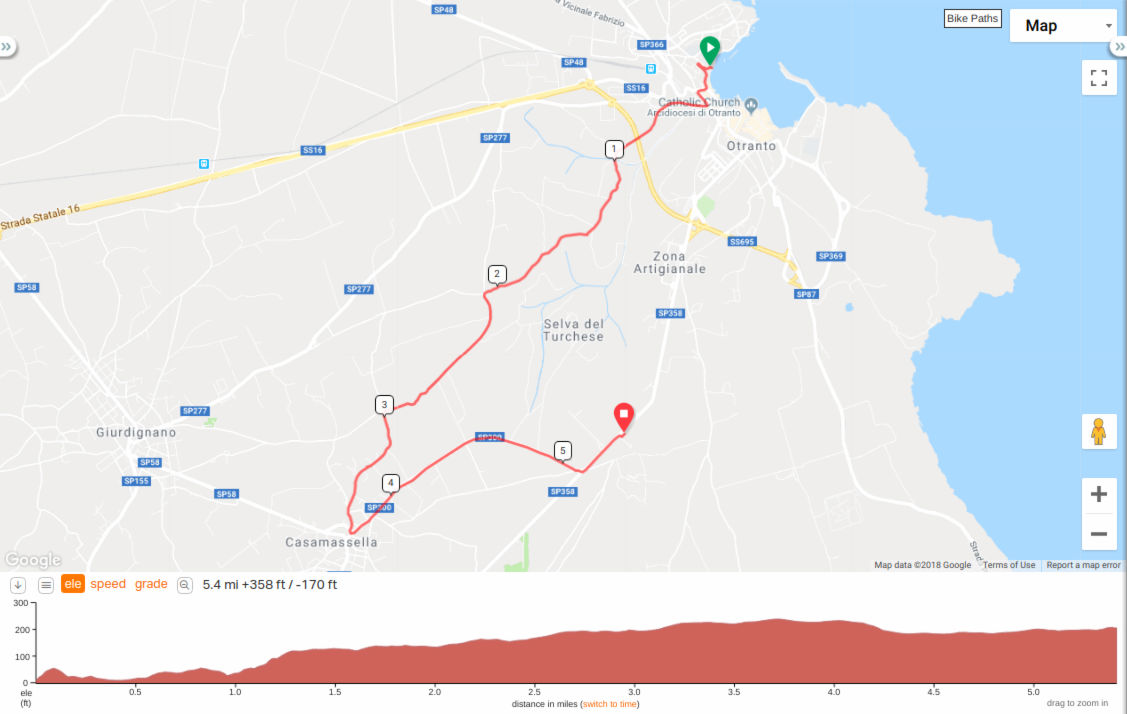 SP48
a Vicinale Fabrizio
Bike Paths
Map
SP366
SP48
SS16
Catholic Church
Arcidiocesi di Otranto
SP277
Otranto
1
SS16
Strada Statale 16
SS695
Zona
Artigianale
SP369
2
SP58
SP277
SP87
SP358
Selva del
Turchese
3
SP277
Giurdignano
5
SP58
SP155
4
SP58
SP358
Casamassella
Google
Map data ©2018 Google
Terms of Use
Report a map error
ele
speed
grade
5.4 mi +358 ft / -170 ft
300
200
100
0
ele
(ft)
0.5
1.0
1.5
2.0
2.5
3.0
3.5
4.0
4.5
5.0
distance in miles (switch to time)
drag to zoom in